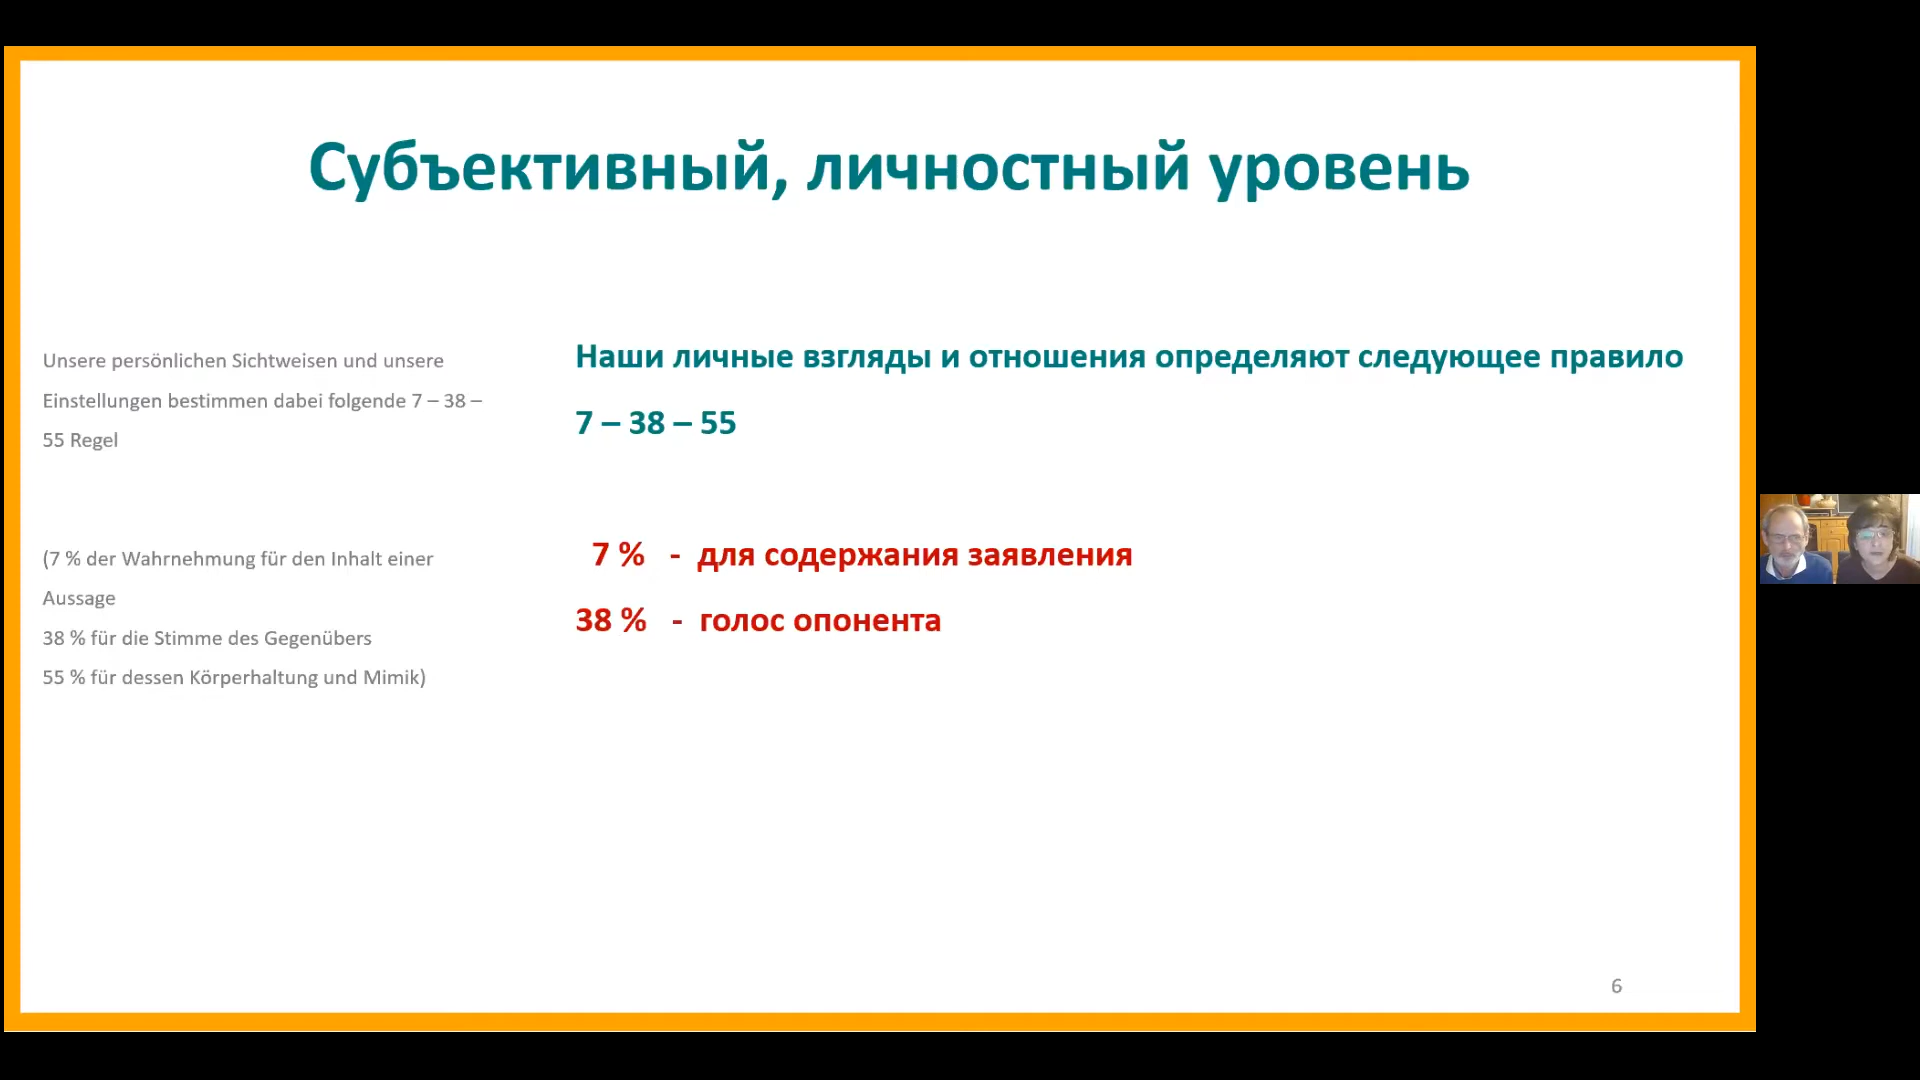 Субъективный, личностный уровень
Unsere persönlichen Sichtweisen und unsere
Einstellungen bestimmen dabei folgende 7 – 38 –
55 Regel
(7 % der Wahrnehmung für den Inhalt einer
Aussage
38 % für die Stimme des Gegenübers
55 % für dessen Körperhaltung und Mimik)
Наши личные взгляды и отношения определяют следующее правило
7 – 38 – 55
7 % - для содержания заявления
38 % - голос опонента
6